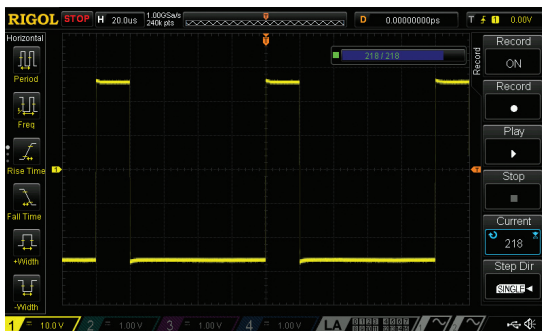 RIGOL STOP H 20.0us 1.00GSa/s 240k pts D 0.00000000ps T 1 0.00V
Horizontal
Period
Freq
Rise Time
Fall Time
+Width
-Width
218 / 218
Record
Record
ON
Record
Play
Stop
Current
218
Step Dir
SINGLE
1 = 10.0 V 2 = 1.00 V 3 = 1.00 V 4 = 1.00 V LA